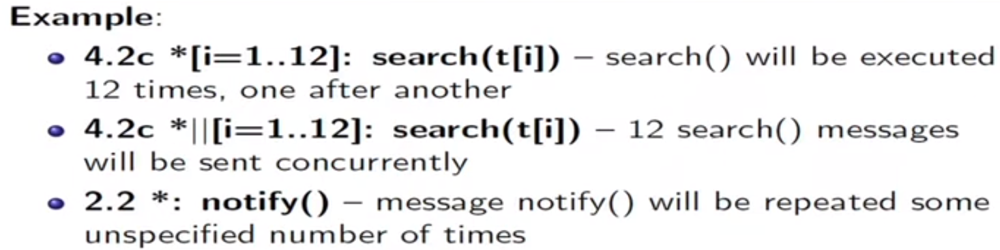 Example:
4.2c *[i=1..12]: search(t[i]) – search() will be executed
12 times, one after another
4.2c *||[i=1..12]: search(t[i]) – 12 search() messages
will be sent concurrently
2.2 *: notify() – message notify() will be repeated some
unspecified number of times